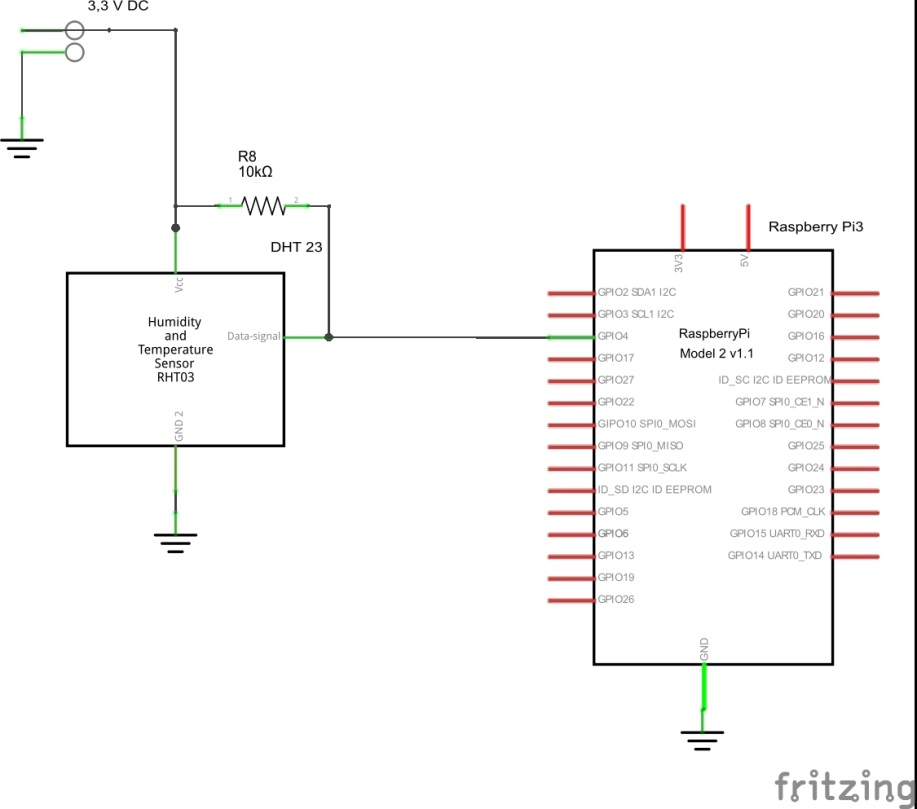 3,3 V DC
R8
10kΩ
1
2
DHT 23
Vcc
Humidity
and
Temperature
Sensor
RHT03
Data-signal
GND 2
Raspberry Pi3
3V3
5V
RaspberryPi
Model 2 v1.1
GPIO2 SDA1 I2C
GPIO3 SCL1 I2C
GPIO4
GPIO17
GPIO27
GPIO22
GIPO10 SPI0_MOSI
GPIO9 SPI0_MISO
GPIO11 SPI0_SCLK
ID_SD I2C ID EEPROM
GPIO5
GPIO6
GPIO13
GPIO19
GPIO26
GPIO21
GPIO20
GPIO16
GPIO12
ID_SC I2C ID EEPROM
GPIO7 SPI0_CE1_N
GPIO8 SPI0_CE0_N
GPIO25
GPIO24
GPIO23
GPIO18 PCM_CLK
GPIO15 UART0_RXD
GPIO14 UART0_TXD
GND
fritzing